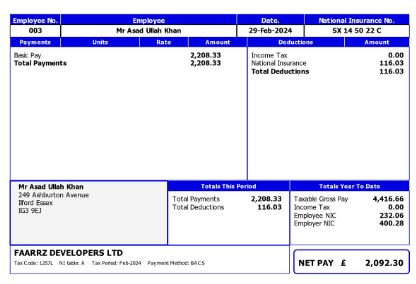 Employee No. Employee Date. National Insurance No.
003 Mr Asad Ullah Khan 29-Feb-2024 SX 14 50 22 C
Payments Units Rate Amount Deductions Amount
Basic Pay 2,208.33 Income Tax 0.00
Total Payments 2,208.33 National Insurance 116.03
Total Deductions 116.03
Mr Asad Ullah Khan Totals This Period Totals Year To Date
249 Ashburton Avenue Total Payments 2,208.33 Taxable Gross Pay 4,416.66
Ilford Essex Total Deductions 116.03 Income Tax 0.00
IG3 9EJ Employee NIC 232.06
Employer NIC 400.28
FAARRZ DEVELOPERS LTD
Tax Code: 1257L NI table: A Tax Period: Feb-2024 Payment Method: BACS
NET PAY £ 2,092.30